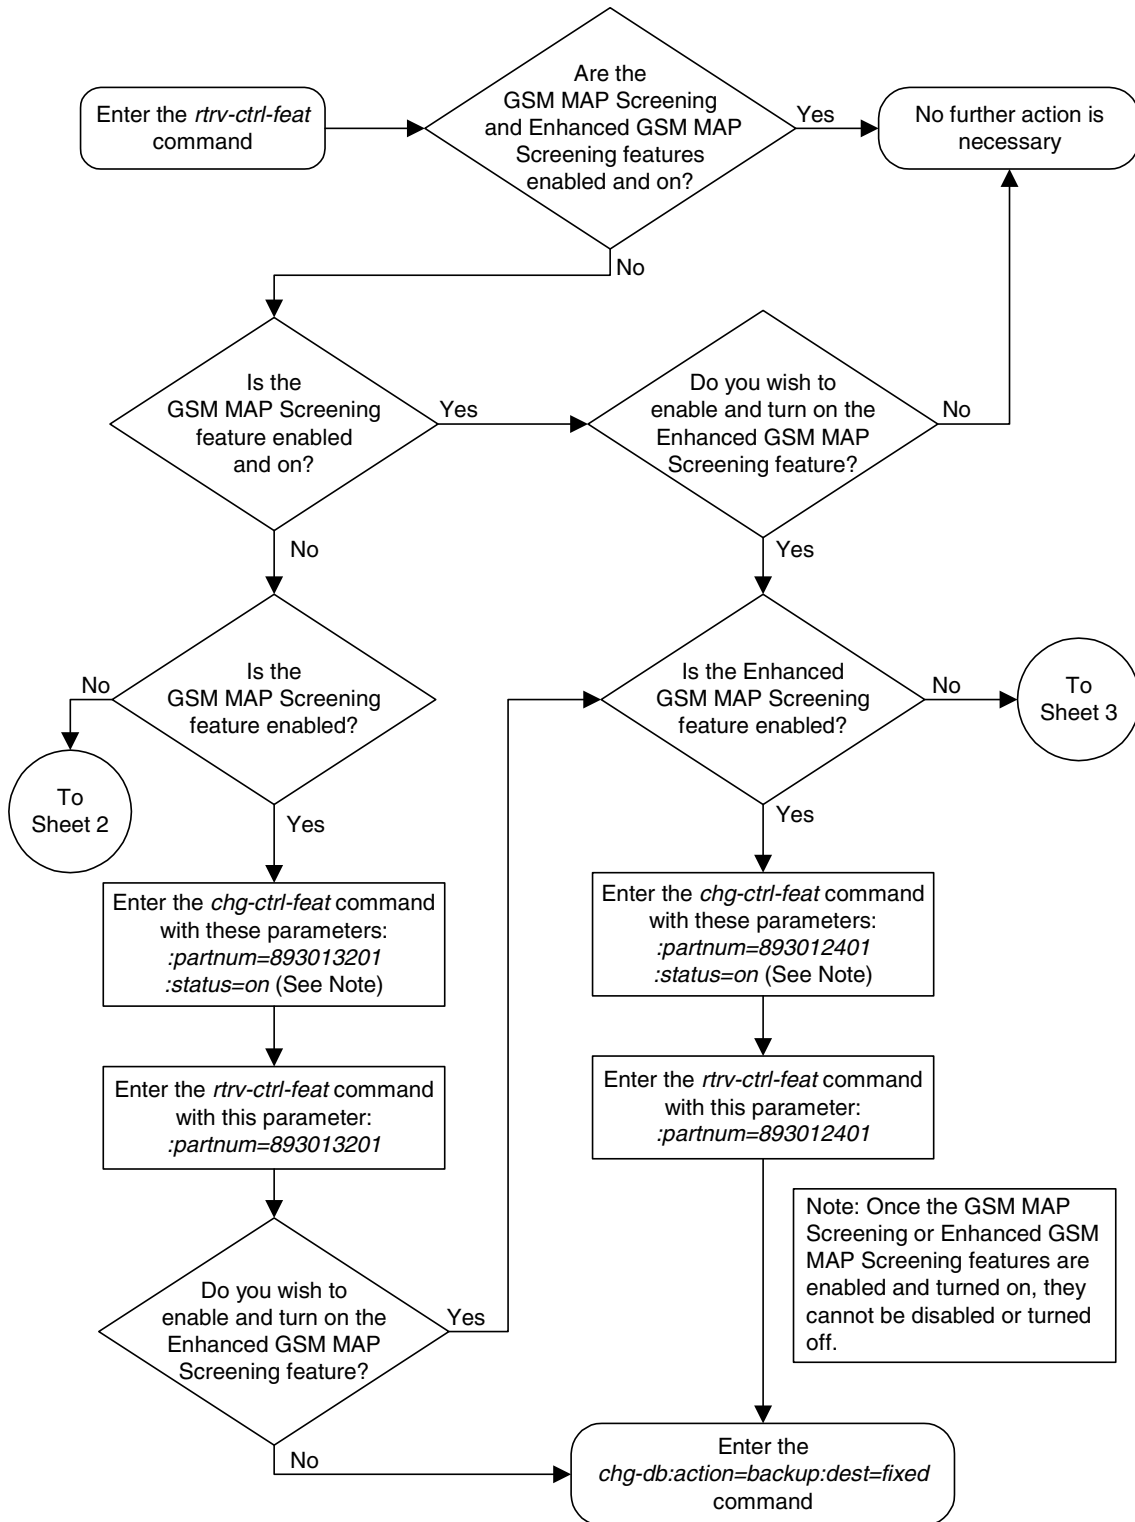 Enter the rtrv-ctrl-feat
command
Are the
GSM MAP Screening
and Enhanced GSM MAP
Screening features
enabled and on?
Yes
No further action is
necessary
No
Is the
GSM MAP Screening
feature enabled
and on?
Yes
Do you wish to
enable and turn on the
Enhanced GSM MAP
Screening feature?
No
No
Yes
Is the
GSM MAP Screening
feature enabled?
No
To
Sheet 2
Is the Enhanced
GSM MAP Screening
feature enabled?
No
To
Sheet 3
Yes
Yes
Enter the chg-ctrl-feat command
with these parameters:
:partnum=893013201
:status=on (See Note)
Enter the chg-ctrl-feat command
with these parameters:
:partnum=893012401
:status=on (See Note)
Enter the rtrv-ctrl-feat command
with this parameter:
:partnum=893013201
Enter the rtrv-ctrl-feat command
with this parameter:
:partnum=893012401
Note: Once the GSM MAP
Screening or Enhanced GSM
MAP Screening features are
enabled and turned on, they
cannot be disabled or turned
off.
Do you wish to
enable and turn on the
Enhanced GSM MAP
Screening feature?
Yes
No
Enter the
chg-db:action=backup:dest=fixed
command